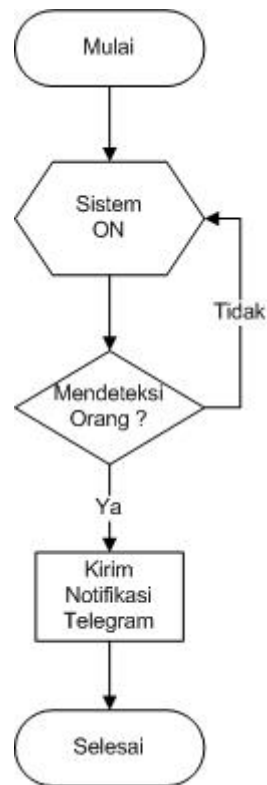 Mulai
Sistem
ON
Tidak
Mendeteksi
Orang ?
Ya
Kirim
Notifikasi
Telegram
Selesai